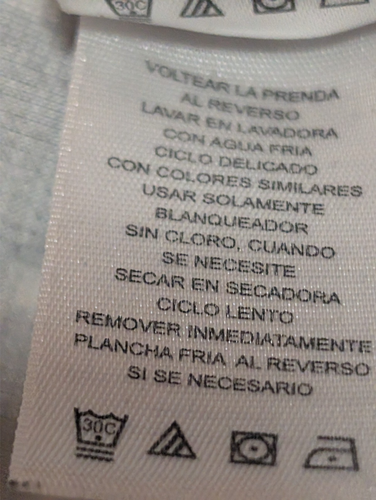 30C
VOLTEAR LA PRENDA
AL REVERSO
LAVAR EN LAVADORA
CON AGUA FRIA
CICLO DELICADO
CON COLORES SIMILARES
USAR SOLAMENTE
BLANQUEADOR
SIN CLORO, CUANDO
SE NECESITE
SECAR EN SECADORA
CICLO LENTO
REMOVER INMEDIATAMENTE
PLANCHA FRIA AL REVERSO
SI SE NECESARIO
30C